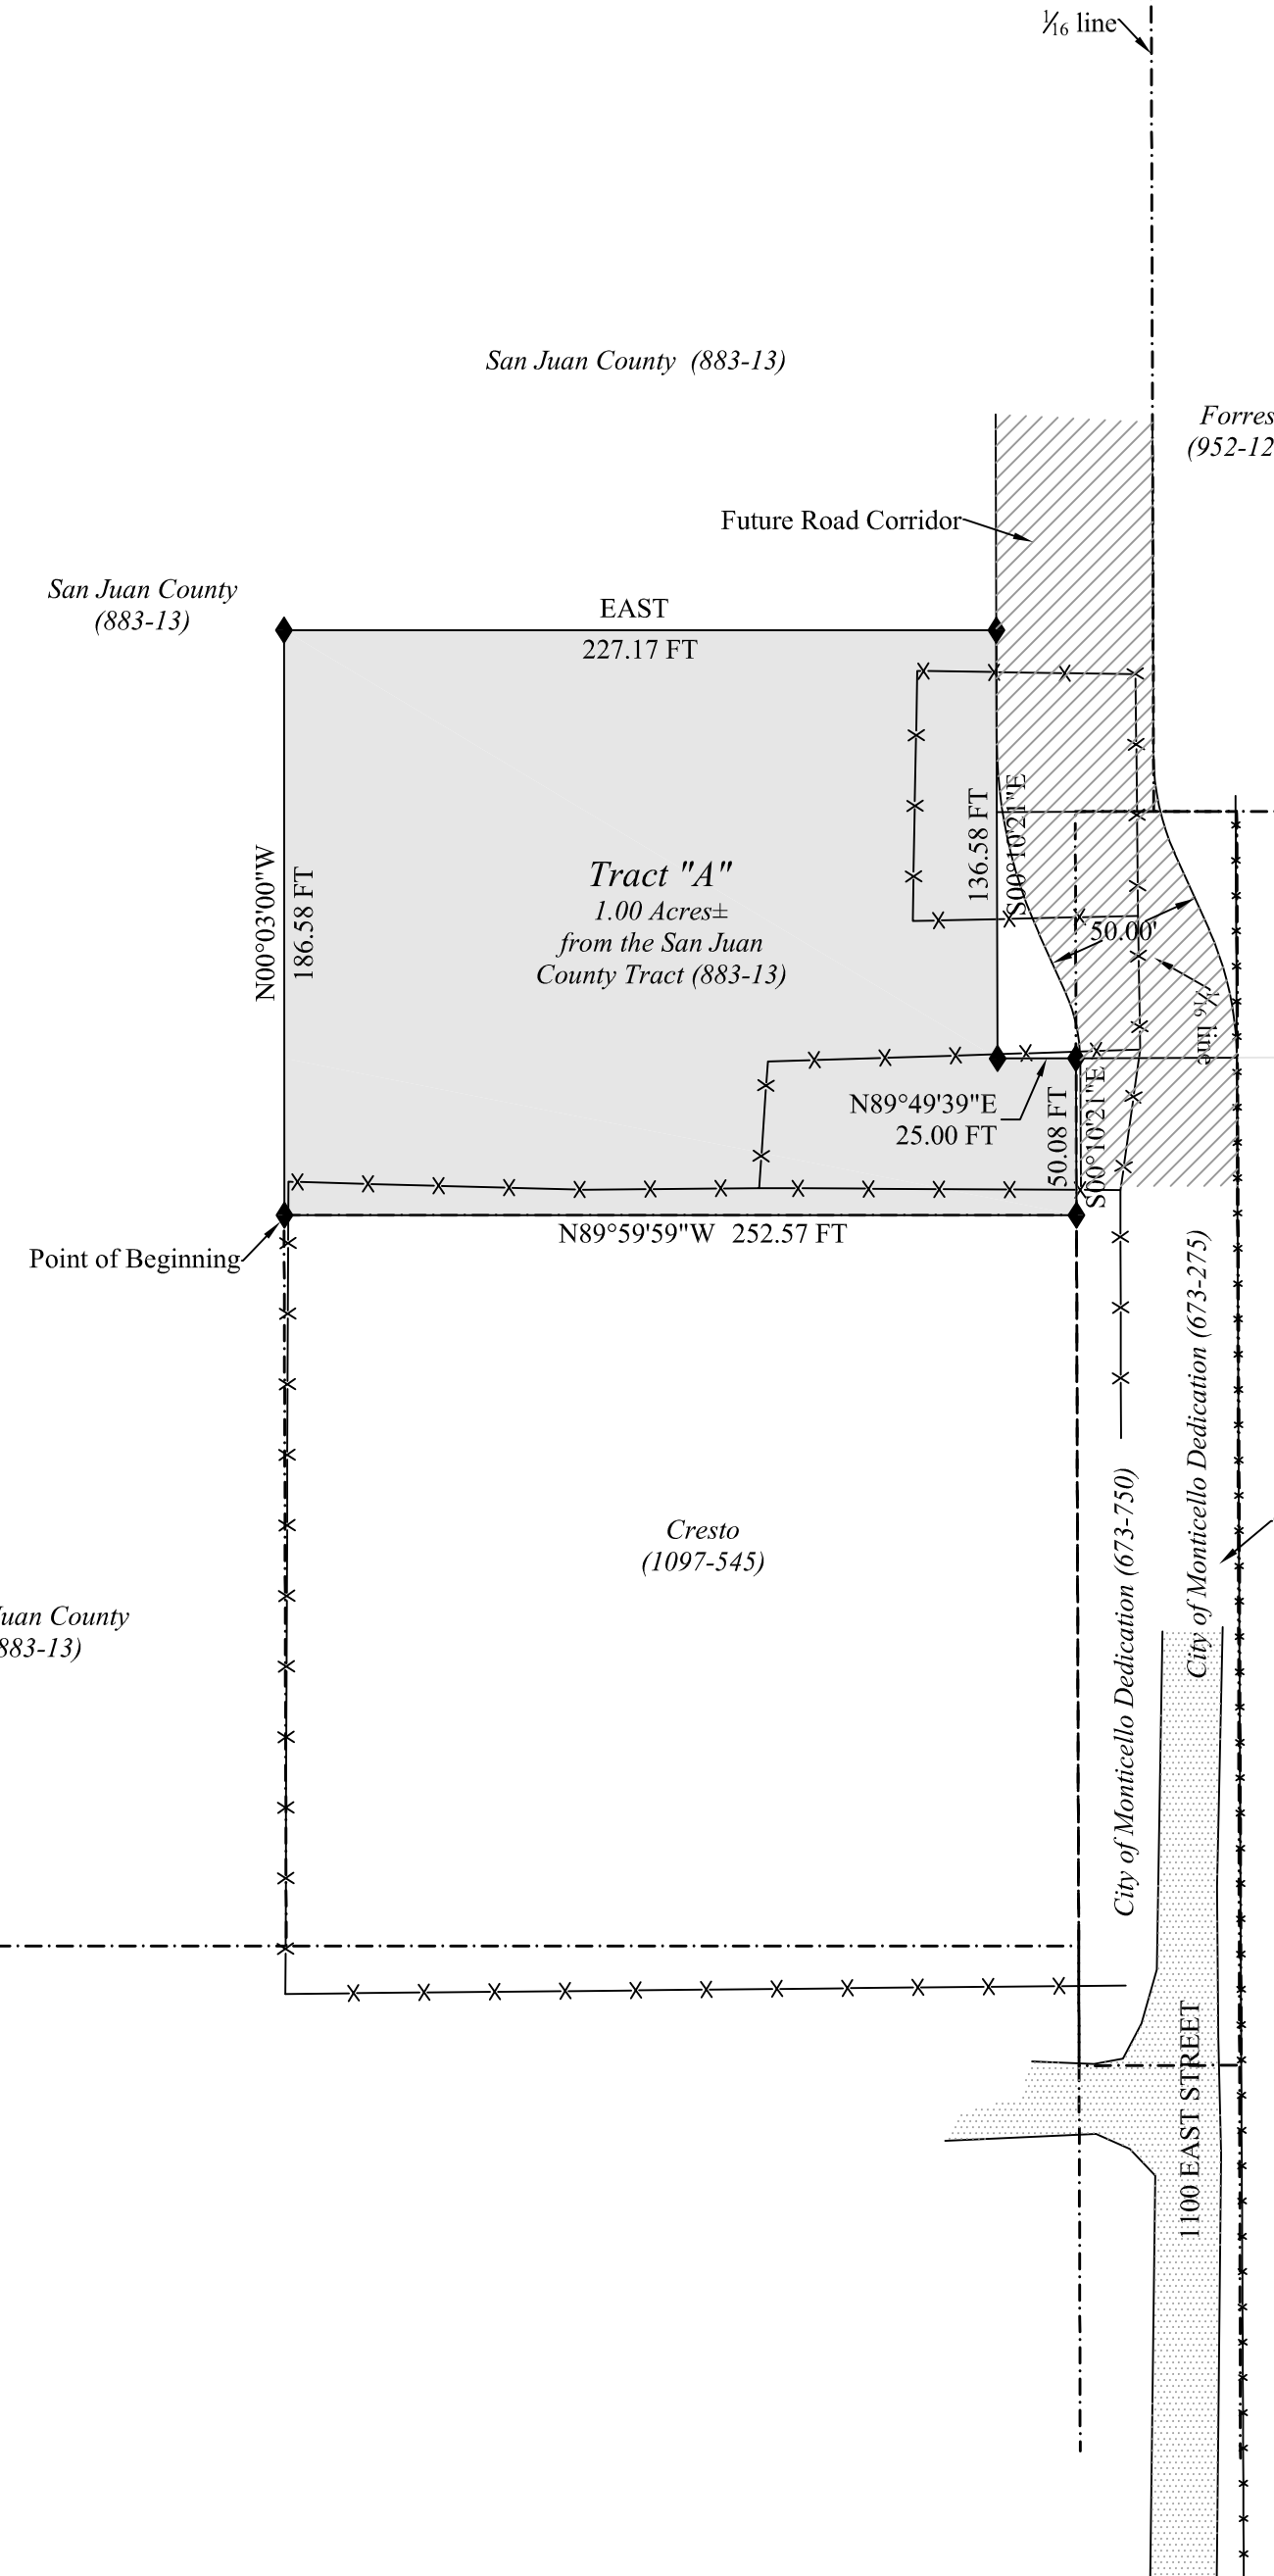 1/16 line
San Juan County (883-13)
Forres
(952-12
Future Road Corridor
San Juan County
(883-13)
EAST
227.17 FT
N00°03'00"W
186.58 FT
136.58 FT
S00°10'21"E
Tract "A"
1.00 Acres±
from the San Juan
County Tract (883-13)
50.00'
1/16 line
N89°49'39"E
25.00 FT
50.08 FT
S00°10'21"E
N89°59'59"W 252.57 FT
Point of Beginning
City of Monticello Dedication (673-275)
City of Monticello Dedication (673-750)
Cresto
(1097-545)
uan County
883-13)
1100 EAST STREET